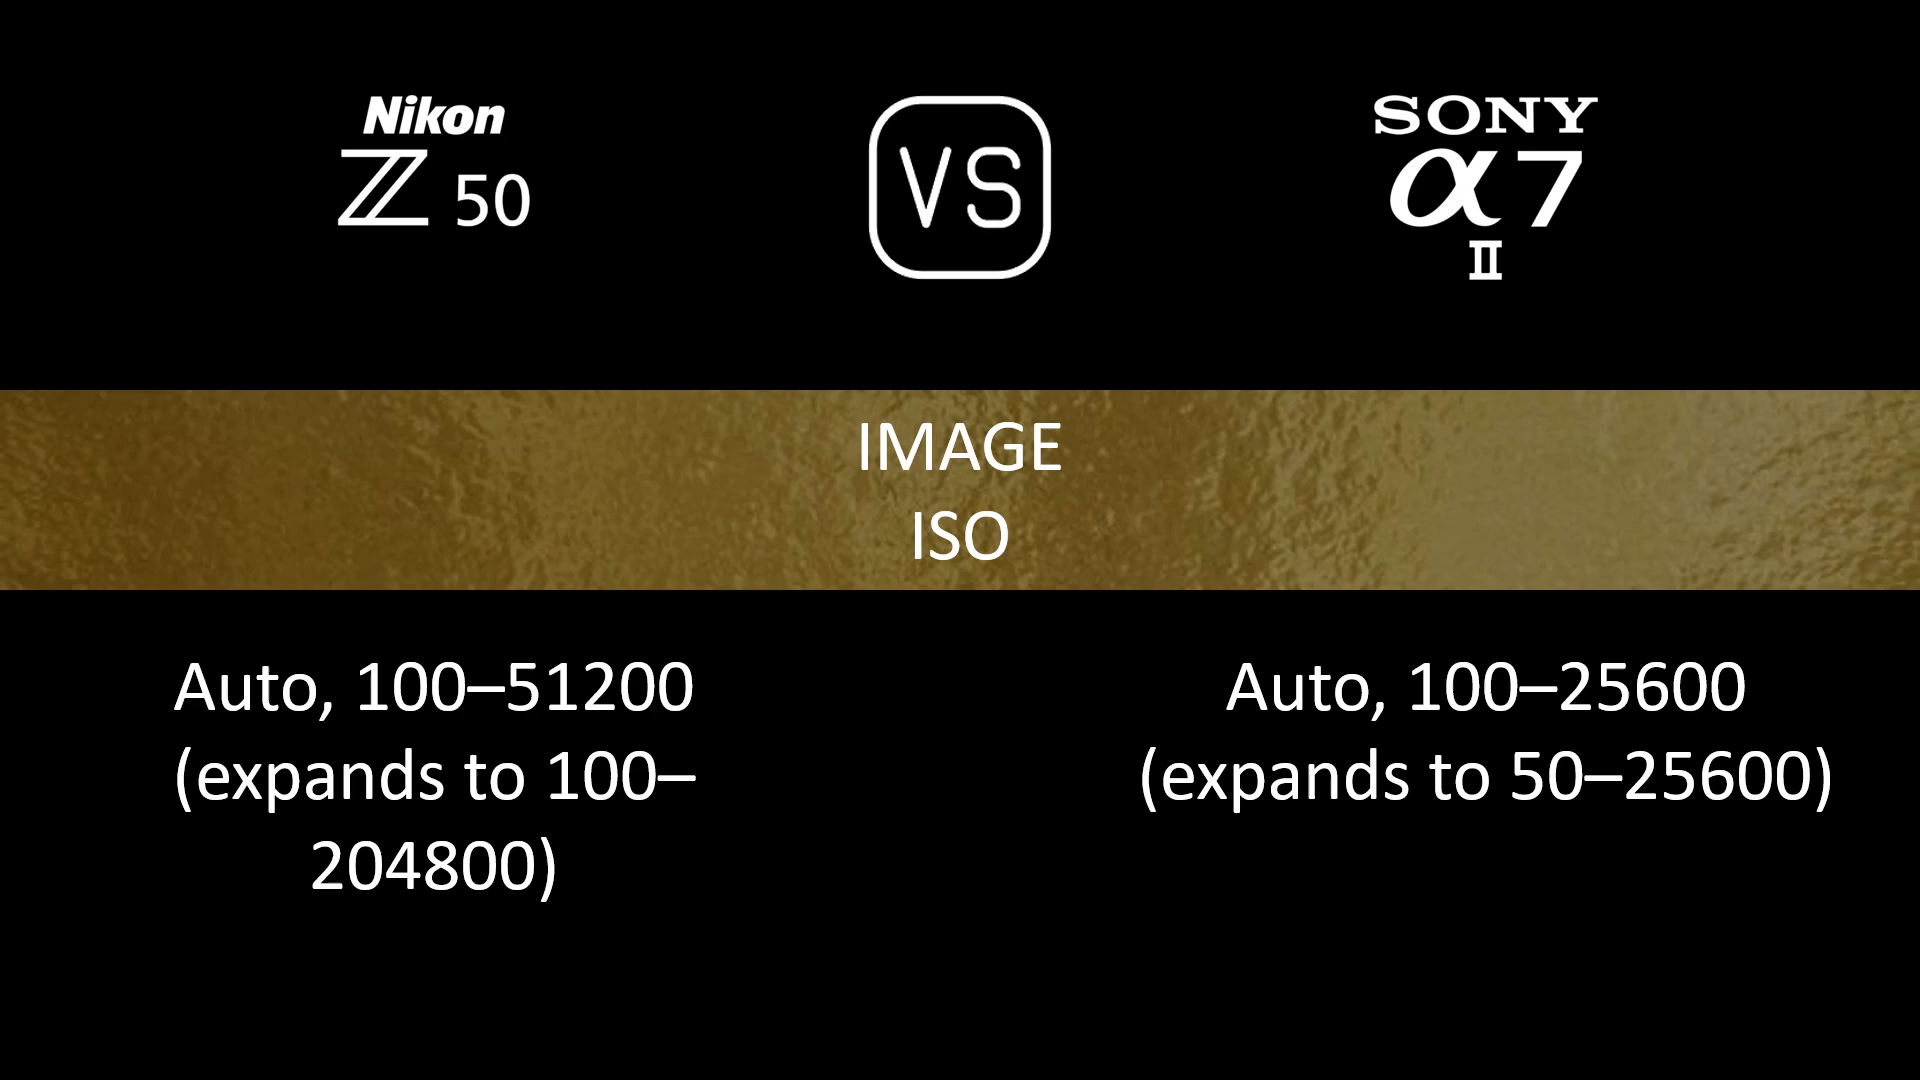 Nikon
Z 50
VS
SONY
α7
II
IMAGE
ISO
Auto, 100–51200
(expands to 100–
204800)
Auto, 100–25600
(expands to 50–25600)